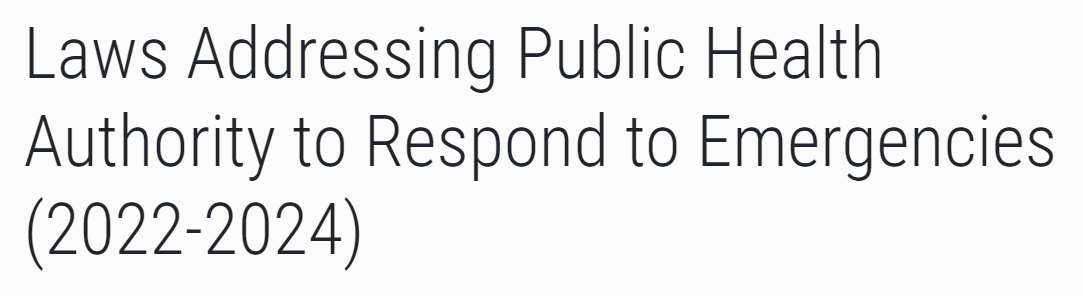 Laws Addressing Public Health
Authority to Respond to Emergencies
(2022-2024)